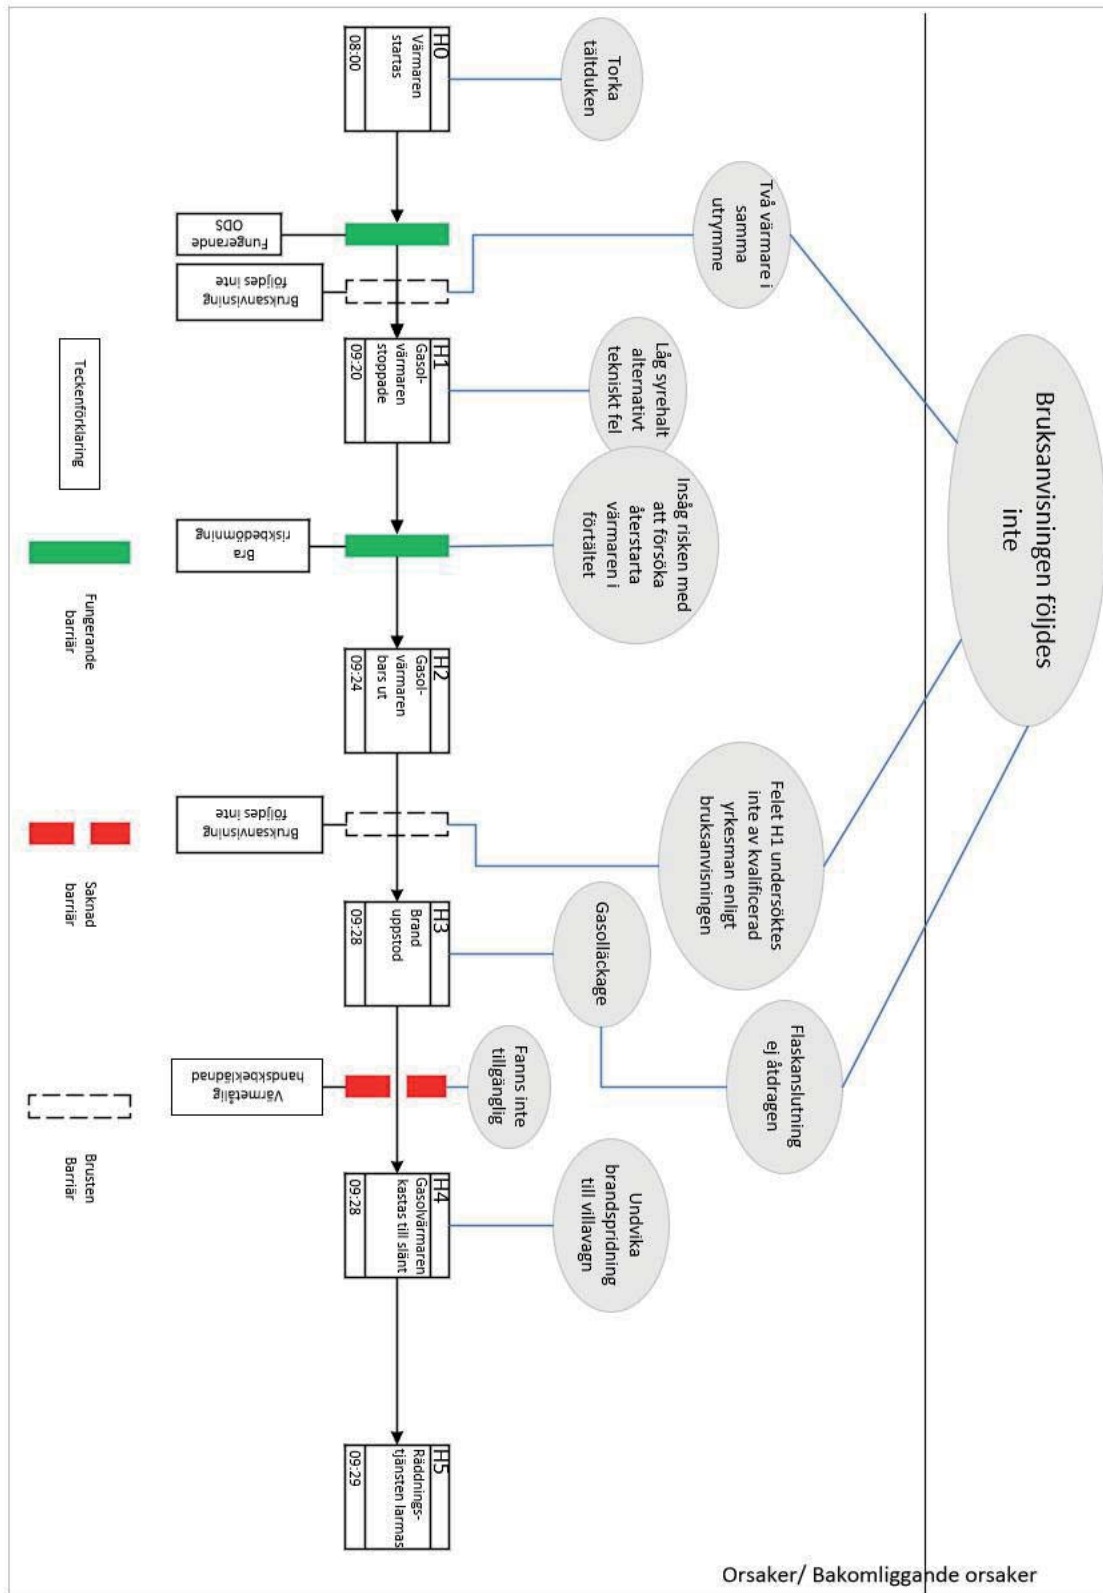 Orsaker/ Bakomliggande orsaker
Bruksanvisningen följdes
inte
Torka
tältduken
Två värmare i
samma
utrymme
Låg syrehalt
alternativt
tekniskt fel
Insåg risken med
att försöka
återstarta
värmaren i
förtältet
Felet H1 undersöktes
inte av kvalificerad
yrkesman enligt
bruksanvisningen
Gasolläckage
Flaskanslutning
ej åtdragen
Fanns inte
tillgänglig
Undvika
brandspridning
till villavagn
H0
Värmaren
startas
08:00
H1
Gasol-
värmaren
stoppade
09:20
H2
Gasol-
värmaren
bars ut
09:24
H3
Brand
uppstod
09:28
H4
Gasolvärmaren
kastas till slänt
09:28
H5
Räddnings-
tjänsten larmas
09:29
Fungerande
ODS
Bruksanvisning
följdes inte
Bra
riskbedömning
Bruksanvisning
följdes inte
Värmetålig
handskbeklädnad
Teckenförklaring
Fungerande
barriär
Saknad
barriär
Brusten
Barriär